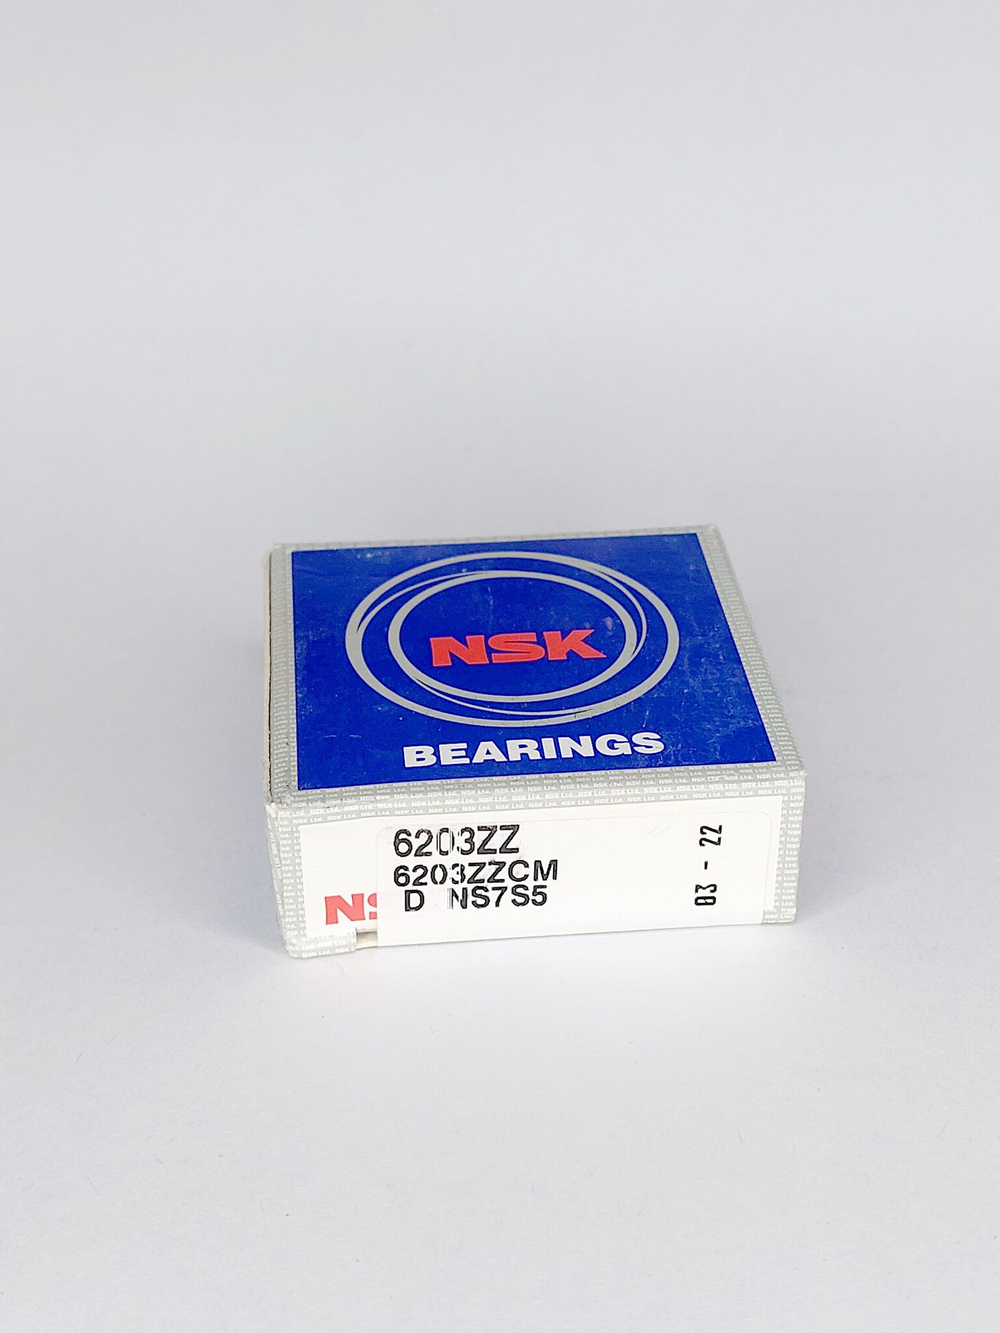 NSK
BEARINGS
6203ZZ
6203ZZCM
D NS7S5
03 - 22